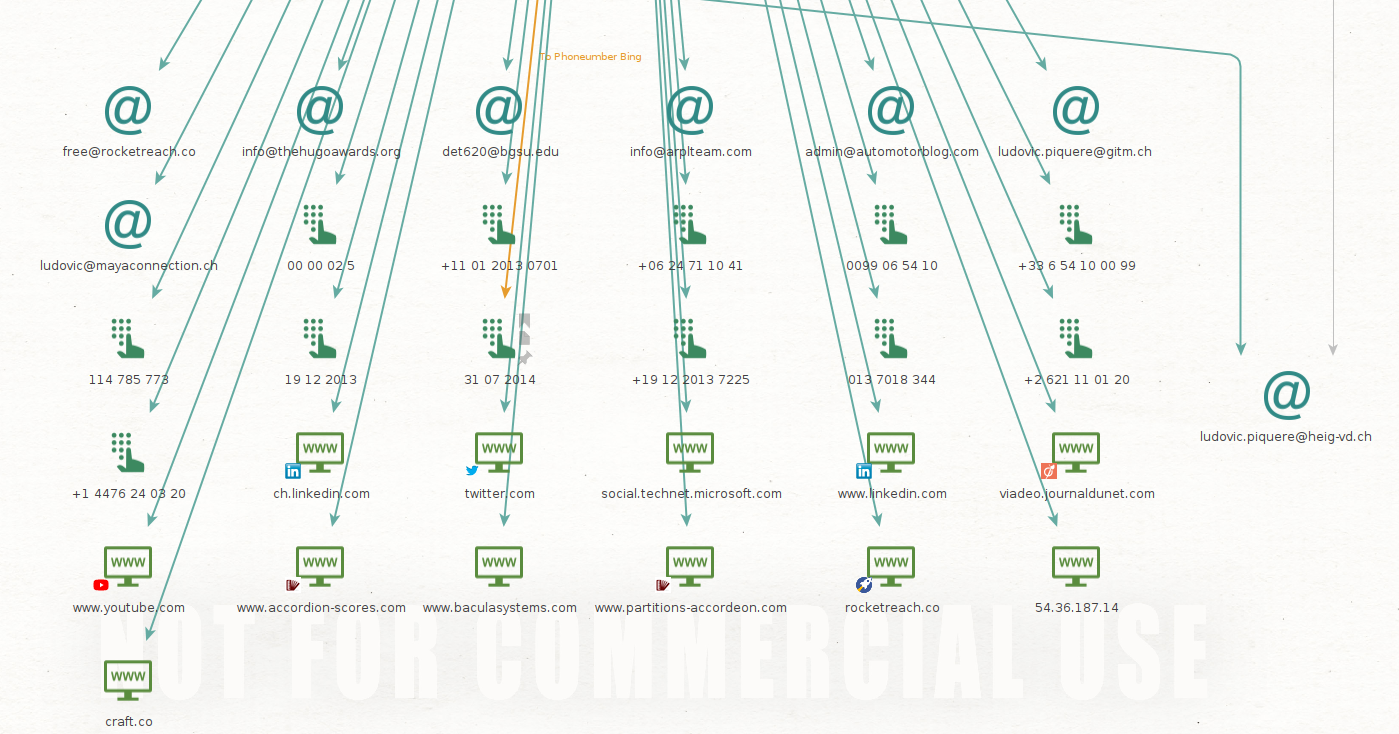 To Phoneumber Bing
free@rocketreach.co
info@thehugoawards.org
det620@bgsu.edu
info@arplteam.com
admin@automotorblog.com
ludovic.piquere@gitm.ch
ludovic@mayaconnection.ch
00 00 02 5
+11 01 2013 0701
+06 24 71 10 41
0099 06 54 10
+33 6 54 10 00 99
114 785 773
19 12 2013
31 07 2014
+19 12 2013 7225
013 7018 344
+2 621 11 01 20
ludovic.piquere@heig-vd.ch
www
www
www
www
www
in
in
+1 4476 24 03 20
ch.linkedin.com
twitter.com
social.technet.microsoft.com
www.linkedin.com
viadeo.journaldunet.com
www
www
www
www
www
www
www.youtube.com
www.accordion-scores.com
www.baculasystems.com
www.partitions-accordeon.com
rocketreach.co
54.36.187.14
NOT FOR COMMERCIAL USE
www
craft.co